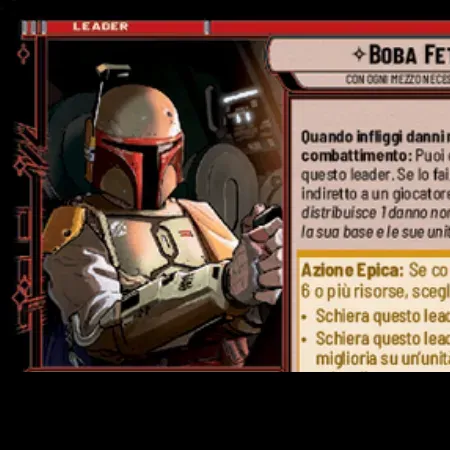 LEADER
BOBA FET
CON OGNI MEZZO NECES
Quando infliggi danni
combattimento: Puoi
questo leader. Se lo fai,
indiretto a un giocatore
distribuisce 1 danno non
la sua base e le sue unit
Azione Epica: Se co
6 o più risorse, scegl
• Schiera questo lead
• Schiera questo lead
miglioria su un'unità